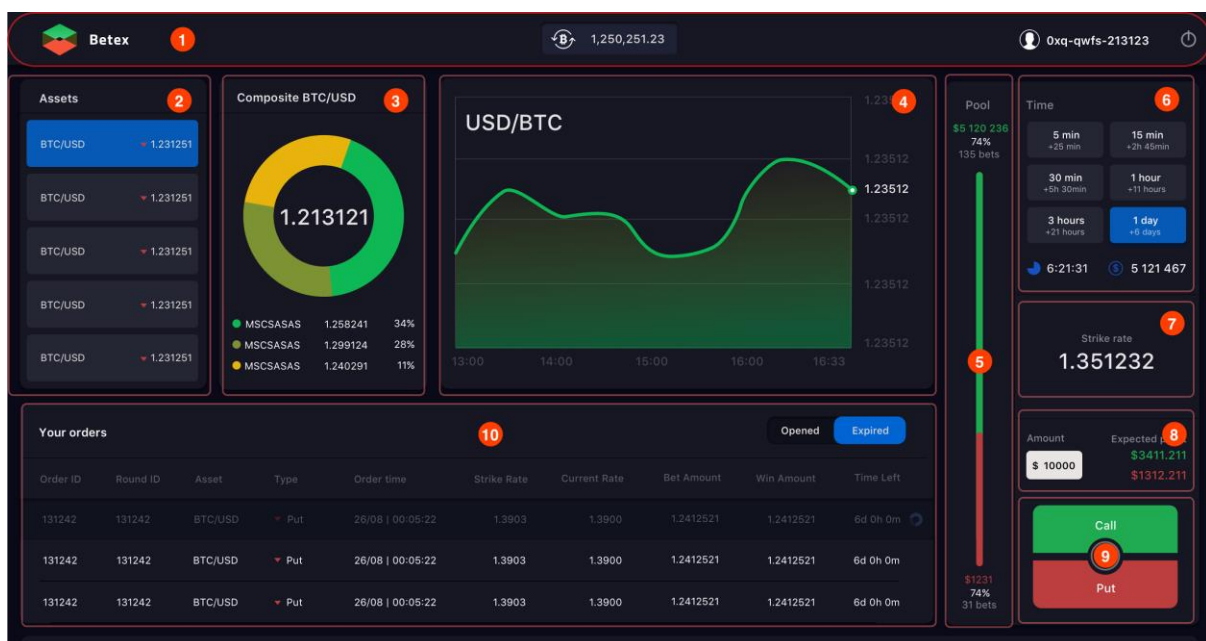 Betex
1
1,250,251.23
0xq-qwfs-213123
Assets
2
BTC/USD 1.231251
BTC/USD 1.231251
BTC/USD 1.231251
BTC/USD 1.231251
BTC/USD 1.231251
Composite BTC/USD
3
1.213121
MSCSASAS 1.258241 34%
MSCSASAS 1.299124 28%
MSCSASAS 1.240291 11%
USD/BTC
4
1.23512
1.23512
1.23512
1.23512
1.23512
13:00 14:00 15:00 16:00 16:33
Pool
$5 120 236
74%
135 bets
5
$1231
74%
31 bets
Time
6
5 min 15 min
+25 min +2h 45min
30 min 1 hour
+5h 30min +11 hours
3 hours 1 day
+21 hours +6 days
6:21:31 $ 5 121 467
7
Strike rate
1.351232
Amount Expected
8
$ 10000
$3411.211
$1312.211
Call
9
Put
Your orders
10
Opened Expired
Order ID Round ID Asset Type Order time Strike Rate Current Rate Bet Amount Win Amount Time Left
131242 131242 BTC/USD Put 26/08 | 00:05:22 1.3903 1.3900 1.2412521 1.2412521 6d 0h 0m
131242 131242 BTC/USD Put 26/08 | 00:05:22 1.3903 1.3900 1.2412521 1.2412521 6d 0h 0m
131242 131242 BTC/USD Put 26/08 | 00:05:22 1.3903 1.3900 1.2412521 1.2412521 6d 0h 0m